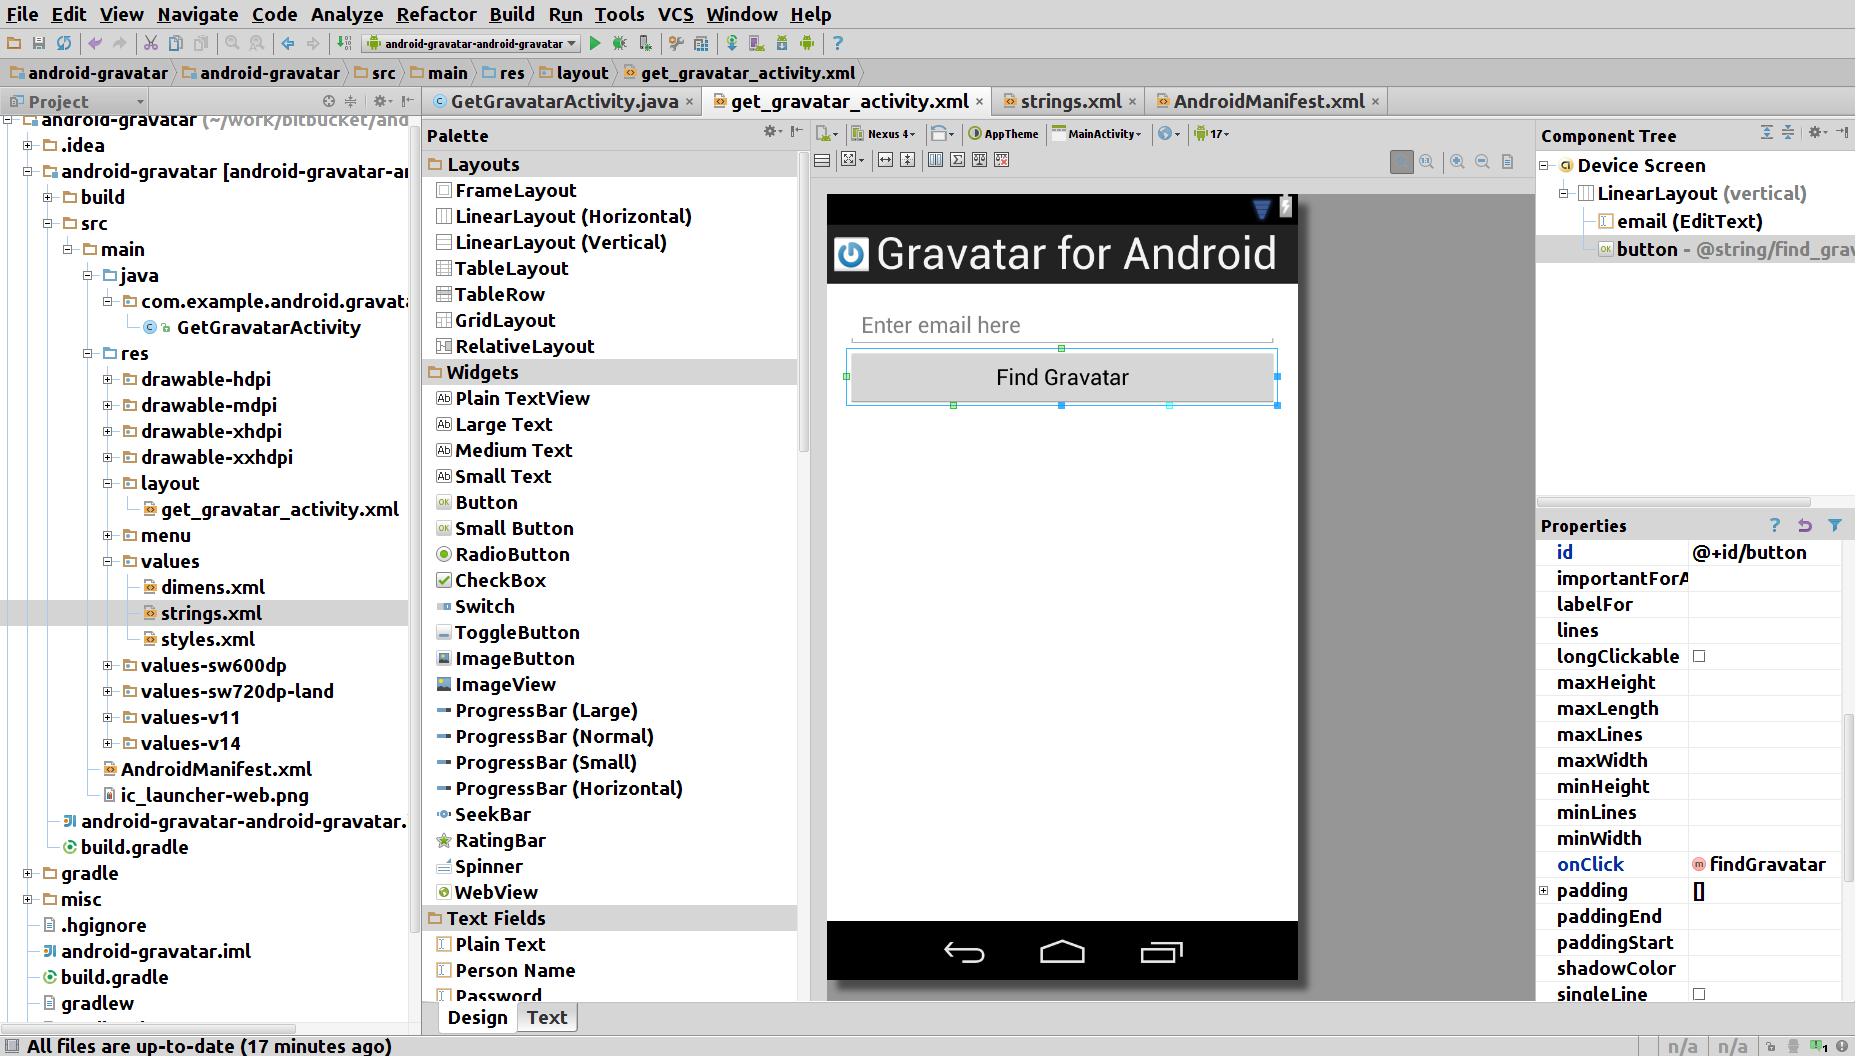 File Edit View Navigate Code Analyze Refactor Build Run Tools VCS Window Help
android-gravatar-android-gravatar
android-gravatar android-gravatar src main res layout get_gravatar_activity.xml
Project
GetGravatarActivity.java get_gravatar_activity.xml strings.xml AndroidManifest.xml
android-gravatar (~/work/bitbucket/and
.idea
android-gravatar [android-gravatar-a
build
src
main
java
com.example.android.gravata
GetGravatarActivity
res
drawable-hdpi
drawable-mdpi
drawable-xhdpi
drawable-xxhdpi
layout
get_gravatar_activity.xml
menu
values
dimens.xml
strings.xml
styles.xml
values-sw600dp
values-sw720dp-land
values-v11
values-v14
AndroidManifest.xml
ic_launcher-web.png
android-gravatar-android-gravatar.
build.gradle
gradle
misc
.hgignore
android-gravatar.iml
build.gradle
gradlew
Palette
Layouts
FrameLayout
LinearLayout (Horizontal)
LinearLayout (Vertical)
TableLayout
TableRow
GridLayout
RelativeLayout
Widgets
Ab Plain TextView
Ab Large Text
Ab Medium Text
Ab Small Text
OK Button
OK Small Button
RadioButton
CheckBox
Switch
ToggleButton
ImageButton
ImageView
ProgressBar (Large)
ProgressBar (Normal)
ProgressBar (Small)
ProgressBar (Horizontal)
SeekBar
RatingBar
Spinner
WebView
Text Fields
Plain Text
Person Name
Password
Design Text
Nexus 4 AppTheme MainActivity 17
Gravatar for Android
Enter email here
Find Gravatar
Component Tree
Device Screen
LinearLayout (vertical)
email (EditText)
OK button - @string/find_grav
Properties ?
id @+id/button
importantForA
labelFor
lines
longClickable
maxHeight
maxLength
maxLines
maxWidth
minHeight
minLines
minWidth
onClick m findGravatar
padding []
paddingEnd
paddingStart
shadowColor
singleLine
All files are up-to-date (17 minutes ago)
n/a n/a 1